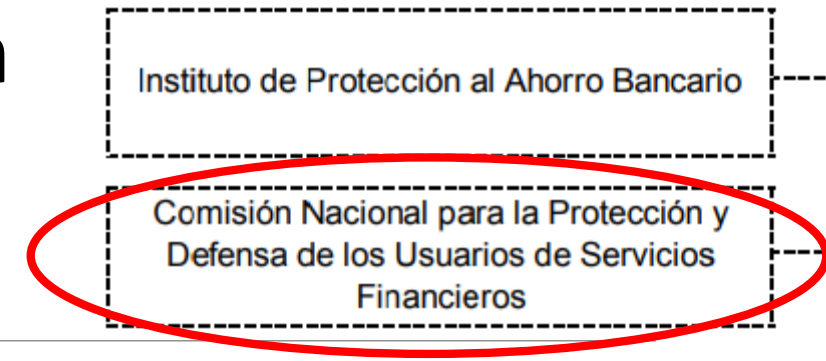 Instituto de Protección al Ahorro Bancario
Comisión Nacional para la Protección y
Defensa de los Usuarios de Servicios
Financieros